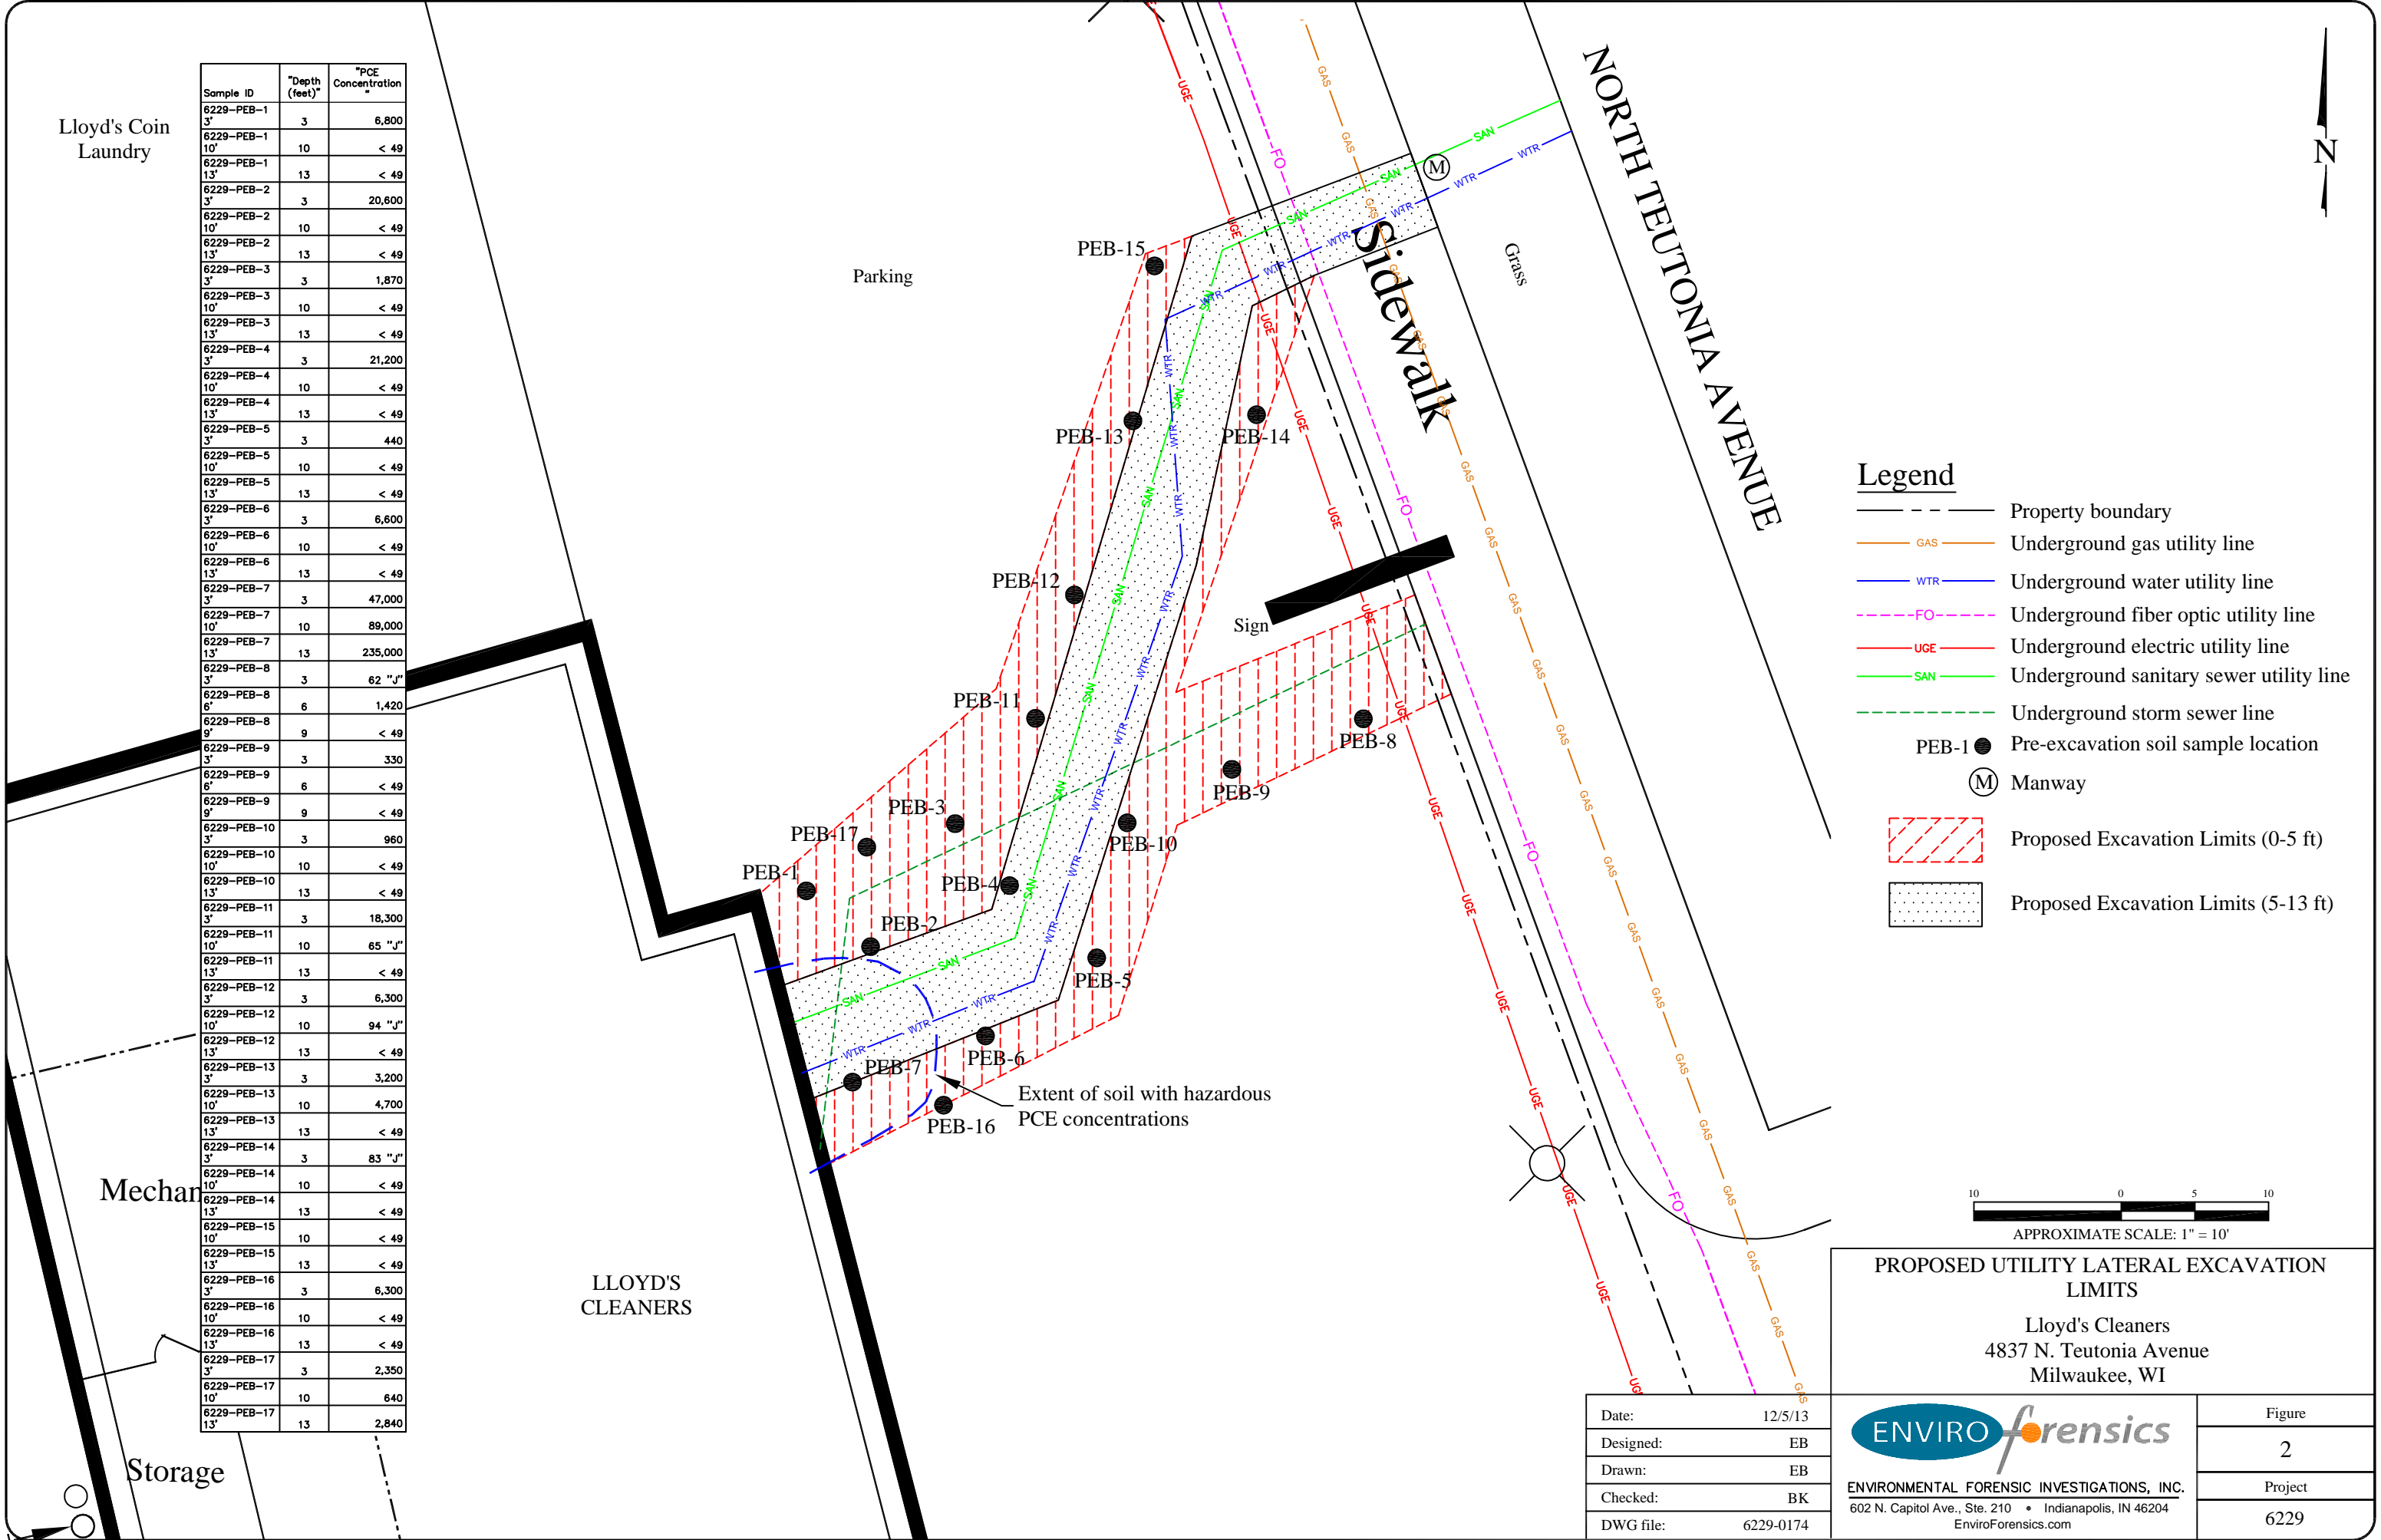 Lloyd's Coin
Laundry
Sample ID "Depth (feet)" "PCE Concentration "
6229-PEB-1 3' 3 6,800
6229-PEB-1 10' 10 < 49
6229-PEB-1 13' 13 < 49
6229-PEB-2 3' 3 20,600
6229-PEB-2 10' 10 < 49
6229-PEB-2 13' 13 < 49
6229-PEB-3 3' 3 1,870
6229-PEB-3 10' 10 < 49
6229-PEB-3 13' 13 < 49
6229-PEB-4 3' 3 21,200
6229-PEB-4 10' 10 < 49
6229-PEB-4 13' 13 < 49
6229-PEB-5 3' 3 440
6229-PEB-5 10' 10 < 49
6229-PEB-5 13' 13 < 49
6229-PEB-6 3' 3 6,600
6229-PEB-6 10' 10 < 49
6229-PEB-6 13' 13 < 49
6229-PEB-7 3' 3 47,000
6229-PEB-7 10' 10 89,000
6229-PEB-7 13' 13 235,000
6229-PEB-8 3' 3 62 "J"
6229-PEB-8 6' 6 1,420
6229-PEB-8 9' 9 < 49
6229-PEB-9 3' 3 330
6229-PEB-9 6' 6 < 49
6229-PEB-9 9' 9 < 49
6229-PEB-10 3' 3 960
6229-PEB-10 10' 10 < 49
6229-PEB-10 13' 13 < 49
6229-PEB-11 3' 3 18,300
6229-PEB-11 10' 10 65 "J"
6229-PEB-11 13' 13 < 49
6229-PEB-12 3' 3 6,300
6229-PEB-12 10' 10 94 "J"
6229-PEB-12 13' 13 < 49
6229-PEB-13 3' 3 3,200
6229-PEB-13 10' 10 4,700
6229-PEB-13 13' 13 < 49
6229-PEB-14 3' 3 83 "J"
6229-PEB-14 10' 10 < 49
6229-PEB-14 13' 13 < 49
6229-PEB-15 10' 10 < 49
6229-PEB-15 13' 13 < 49
6229-PEB-16 3' 3 6,300
6229-PEB-16 10' 10 < 49
6229-PEB-16 13' 13 < 49
6229-PEB-17 3' 3 2,350
6229-PEB-17 10' 10 640
6229-PEB-17 13' 13 2,840
Mechan
Storage
LLOYD'S
CLEANERS
Parking
PEB-15
PEB-13
PEB-14
PEB-12
Sign
PEB-11
PEB-8
PEB-9
PEB-3
PEB-17
PEB-10
PEB-1
PEB-4
PEB-2
PEB-5
PEB-6
PEB-7
PEB-16
Extent of soil with hazardous
PCE concentrations
UGE
FO
GAS
SAN
WTR
M
Sidewalk
Grass
NORTH TEUTONIA AVENUE
N
Legend
Property boundary
GAS Underground gas utility line
WTR Underground water utility line
FO Underground fiber optic utility line
UGE Underground electric utility line
SAN Underground sanitary sewer utility line
Underground storm sewer line
PEB-1 Pre-excavation soil sample location
M Manway
Proposed Excavation Limits (0-5 ft)
Proposed Excavation Limits (5-13 ft)
10 0 5 10
APPROXIMATE SCALE: 1" = 10'
PROPOSED UTILITY LATERAL EXCAVATION
LIMITS
Lloyd's Cleaners
4837 N. Teutonia Avenue
Milwaukee, WI
Date: 12/5/13
Designed: EB
Drawn: EB
Checked: BK
DWG file: 6229-0174
ENVIRO forensics
ENVIRONMENTAL FORENSIC INVESTIGATIONS, INC.
602 N. Capitol Ave., Ste. 210 • Indianapolis, IN 46204
EnviroForensics.com
Figure
2
Project
6229